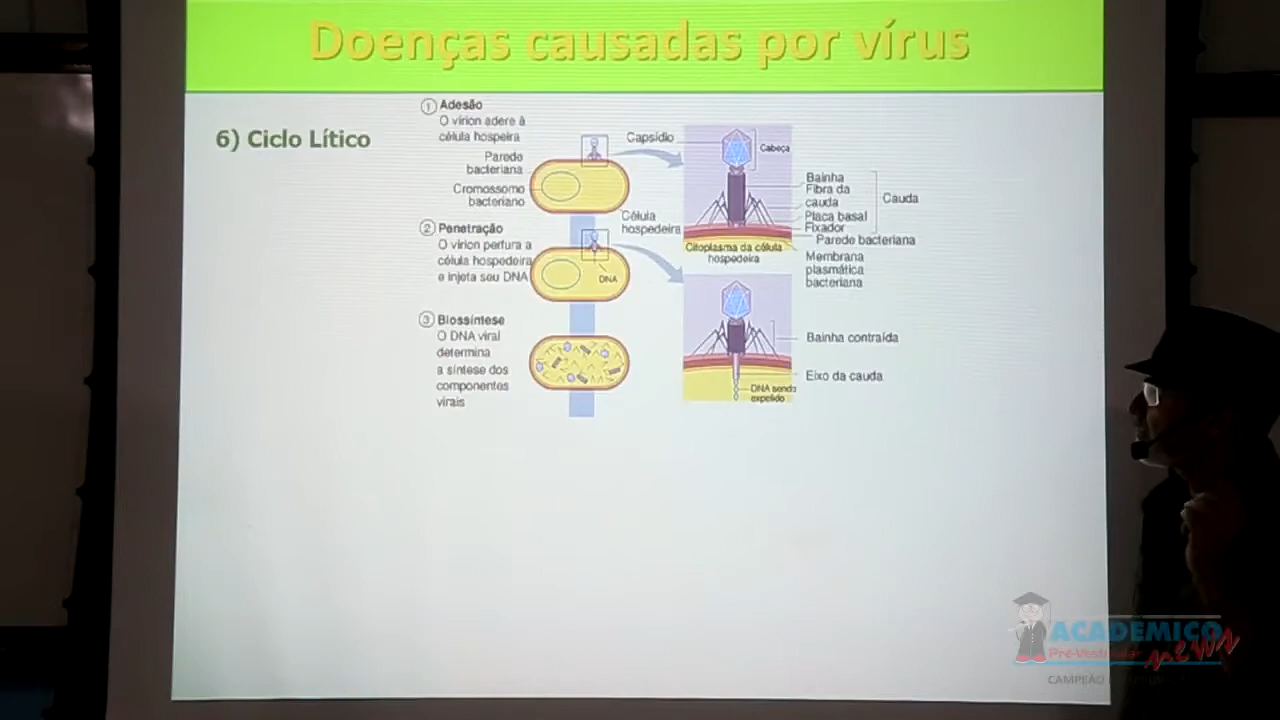 Doenças causadas por vírus
6) Ciclo Lítico
1 Adesão
O vírion adere à
célula hospeira
Parede
bacteriana
Cromossomo
bacteriano
Capsídio
Cabeça
Bainha
Fibra da
cauda
Placa basal
Fixador
Cauda
Parede bacteriana
Célula
hospedeira
Citoplasma da célula
hospedeira
Membrana
plasmática
bacteriana
2 Penetração
O vírion perfura a
célula hospedeira
e injeta seu DNA
DNA
Bainha contraída
Eixo da cauda
DNA sendo
expelido
3 Biossíntese
O DNA viral
determina
a síntese dos
componentes
virais
ACADÊMICO
Pré-Vestibular
news
CAMPEÃO